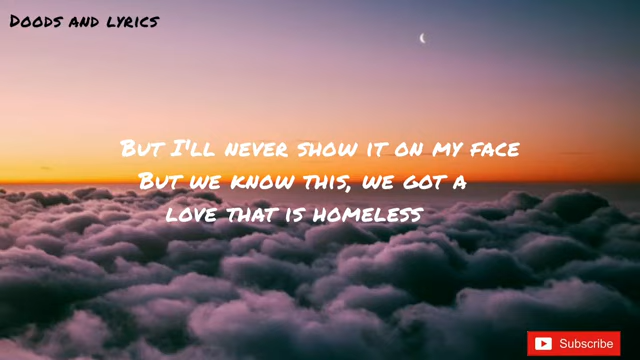 Doods and lyrics
But I'll never show it on my face
But we know this, we got a
love that is homeless
Subscribe